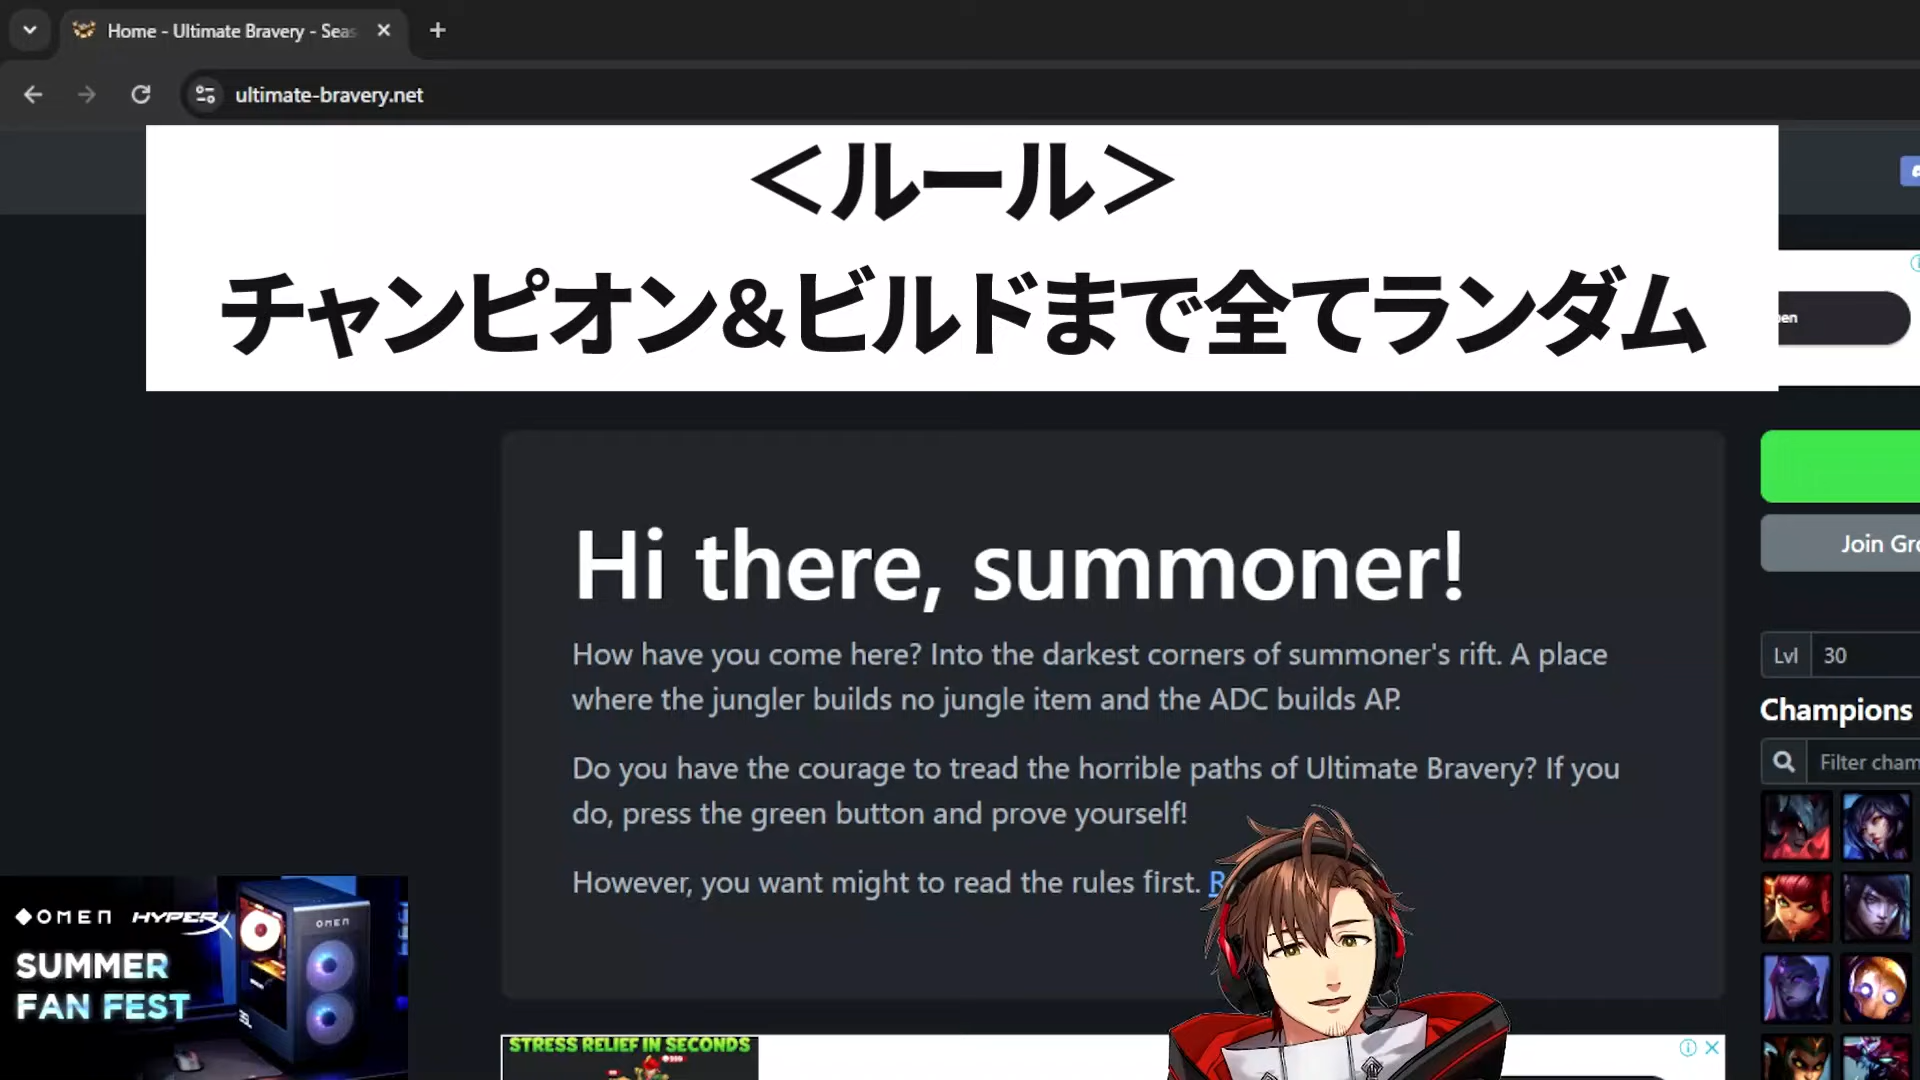 Home - Ultimate Bravery - Seas
ultimate-bravery.net
＜ルール＞
チャンピオン&ビルドまで全てランダム
Hi there, summoner!
How have you come here? Into the darkest corners of summoner's rift. A place
where the jungler builds no jungle item and the ADC builds AP.
Do you have the courage to tread the horrible paths of Ultimate Bravery? If you
do, press the green button and prove yourself!
However, you want might to read the rules first. R
Join Gro
Lvl 30
Champions
Filter cham
OMEN HYPERX
OMEN
SUMMER
FAN FEST
STRESS RELIEF IN SECONDS